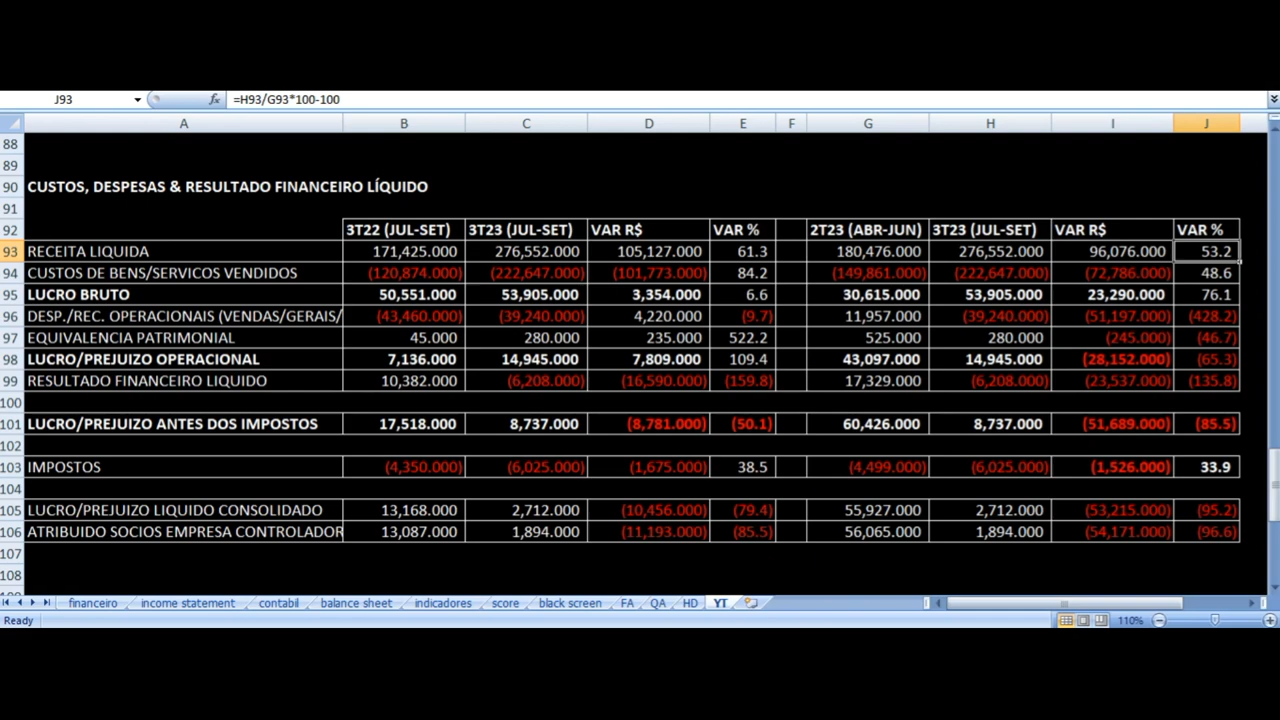 J93 fx =H93/G93*100-100
A B C D E F G H I J
88
89
90 CUSTOS, DESPESAS & RESULTADO FINANCEIRO LÍQUIDO
91
92 3T22 (JUL-SET) 3T23 (JUL-SET) VAR R$ VAR % 2T23 (ABR-JUN) 3T23 (JUL-SET) VAR R$ VAR %
93 RECEITA LIQUIDA 171,425.000 276,552.000 105,127.000 61.3 180,476.000 276,552.000 96,076.000 53.2
94 CUSTOS DE BENS/SERVICOS VENDIDOS (120,874.000) (222,647.000) (101,773.000) 84.2 (149,861.000) (222,647.000) (72,786.000) 48.6
95 LUCRO BRUTO 50,551.000 53,905.000 3,354.000 6.6 30,615.000 53,905.000 23,290.000 76.1
96 DESP./REC. OPERACIONAIS (VENDAS/GERAIS/ (43,460.000) (39,240.000) 4,220.000 (9.7) 11,957.000 (39,240.000) (51,197.000) (428.2)
97 EQUIVALENCIA PATRIMONIAL 45.000 280.000 235.000 522.2 525.000 280.000 (245.000) (46.7)
98 LUCRO/PREJUIZO OPERACIONAL 7,136.000 14,945.000 7,809.000 109.4 43,097.000 14,945.000 (28,152.000) (65.3)
99 RESULTADO FINANCEIRO LIQUIDO 10,382.000 (6,208.000) (16,590.000) (159.8) 17,329.000 (6,208.000) (23,537.000) (135.8)
100
101 LUCRO/PREJUIZO ANTES DOS IMPOSTOS 17,518.000 8,737.000 (8,781.000) (50.1) 60,426.000 8,737.000 (51,689.000) (85.5)
102
103 IMPOSTOS (4,350.000) (6,025.000) (1,675.000) 38.5 (4,499.000) (6,025.000) (1,526.000) 33.9
104
105 LUCRO/PREJUIZO LIQUIDO CONSOLIDADO 13,168.000 2,712.000 (10,456.000) (79.4) 55,927.000 2,712.000 (53,215.000) (95.2)
106 ATRIBUIDO SOCIOS EMPRESA CONTROLADOR 13,087.000 1,894.000 (11,193.000) (85.5) 56,065.000 1,894.000 (54,171.000) (96.6)
107
108
financeiro income statement contabil balance sheet indicadores score black screen FA QA HD YT
Ready 110%